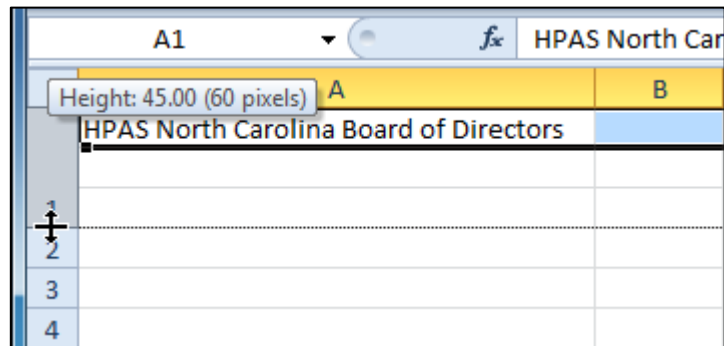 A1 fx HPAS North Car
Height: 45.00 (60 pixels) A B
HPAS North Carolina Board of Directors
1
2
3
4